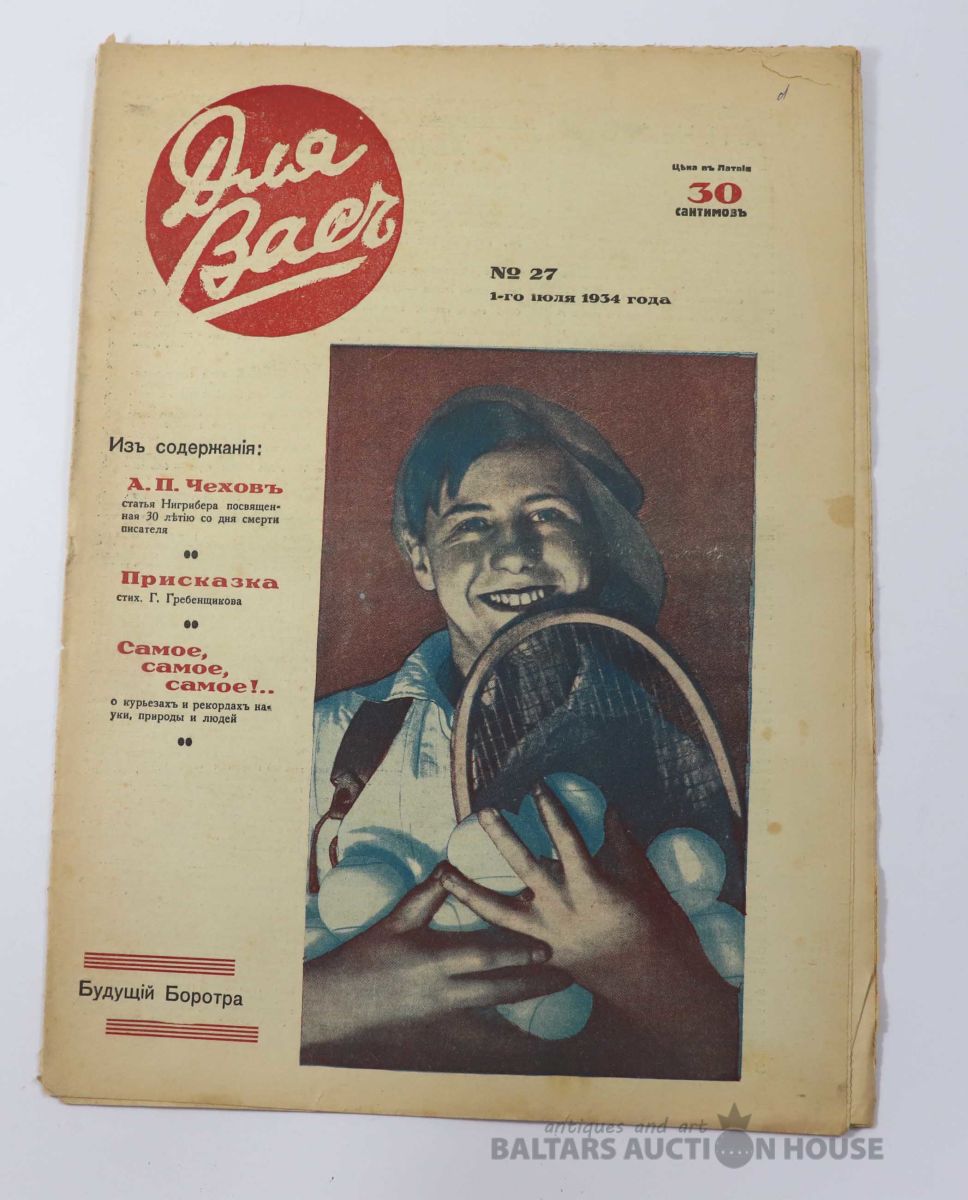 Для
Васъ
Цѣна въ Латвіи
30
сантимовъ
№ 27
1-го июля 1934 года
Изъ содержанія:
А. П. Чеховъ
статья Нигрибера посвящен-
ная 30 лѣтію со дня смерти
писателя
Присказка
стих. Г. Гребенщикова
Самое,
самое,
самое!..
о курьезахъ и рекордахъ на-
уки, природы и людей
Будущій Боротра
antiques and art
BALTARS AUCTION HOUSE